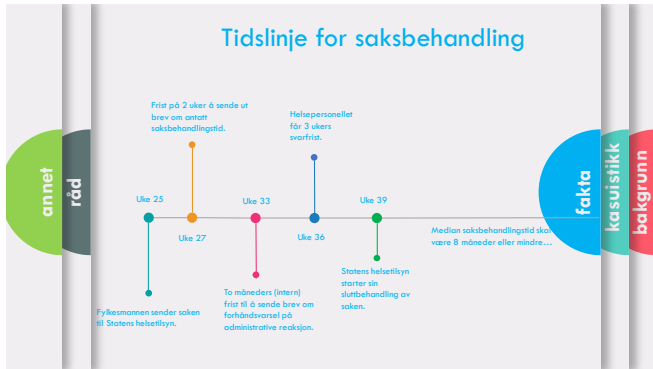 Tidslinje for saksbehandling
Frist på 2 uker å sende ut
brev om antatt
saksbehandlingstid.
Helsepersonellet
får 3 ukers
svarfrist.
annet
råd
Uke 25
Uke 33
Uke 39
Uke 27
Uke 36
Median saksbehandlingstid skal
være 8 måneder eller mindre...
Fylkesmannen sender saken
til Statens helsetilsyn.
To måneders (intern)
frist til å sende brev om
forhåndsvarsel på
administrative reaksjon.
Statens helsetilsyn
starter sin
sluttbehandling av
saken.
fakta
kasuistikk
bakgrunn